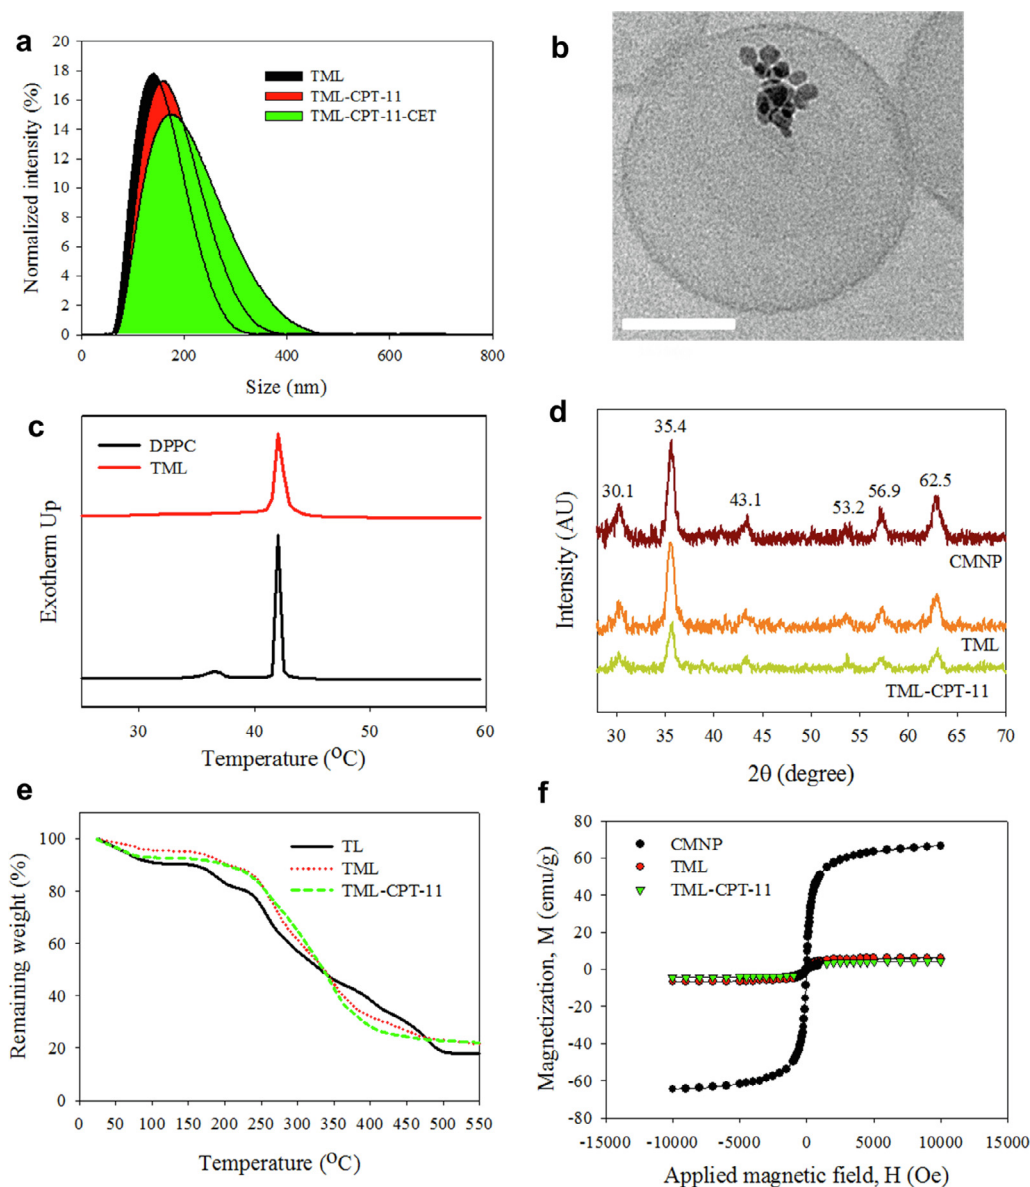 a
20
18
16
14
12
10
8
6
4
2
0
Normalized intensity (%)
TML
TML-CPT-11
TML-CPT-11-CET
0 200 400 600 800
Size (nm)
b
c
DPPC
TML
Exotherm Up
30 40 50 60
Temperature (OC)
d
Intensity (AU)
30.1 35.4 43.1 53.2 56.9 62.5
CMNP
TML
TML-CPT-11
30 35 40 45 50 55 60 65 70
2θ (degree)
e
100
80
60
40
20
0
Remaining weight (%)
TL
TML
TML-CPT-11
0 50 100 150 200 250 300 350 400 450 500 550
Temperature (OC)
f
80
60
40
20
0
-20
-40
-60
-80
Magnetization, M (emu/g)
CMNP
TML
TML-CPT-11
-15000 -10000 -5000 0 5000 10000 15000
Applied magnetic field, H (Oe)